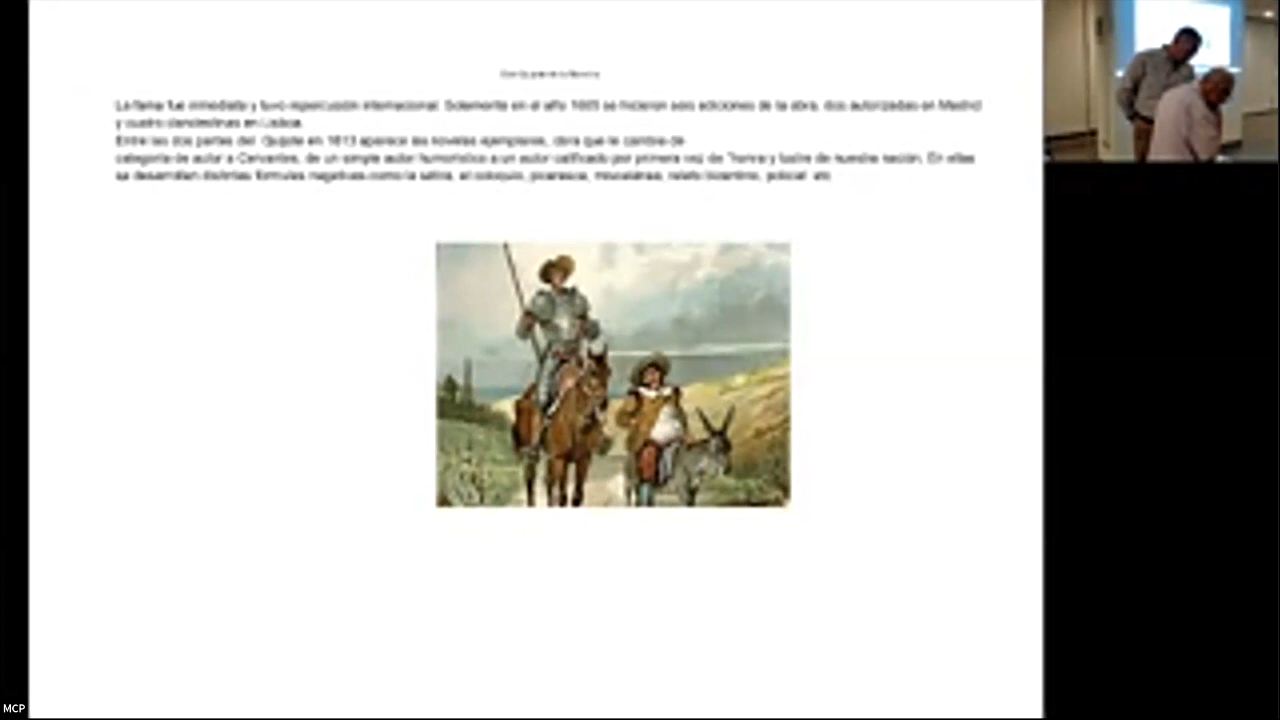 La fama fue inmediata y tuvo repercusión internacional. Solamente en el año 1605 se hicieron seis ediciones de la obra, dos autorizadas en Madrid
y cuatro clandestinas en Lisboa.
Entre las dos partes del Quijote en 1613 aparece las novelas ejemplares, obra que le cambia de
categoría de autor a Cervantes, de un simple autor humorístico a un autor calificado por primera vez de "honra y lustre de nuestra nación. En ellas
se desarrollan distintas fórmulas como la sátira, el coloquio, picaresca, misceláneas, relato bizantino, policial etc
MCP